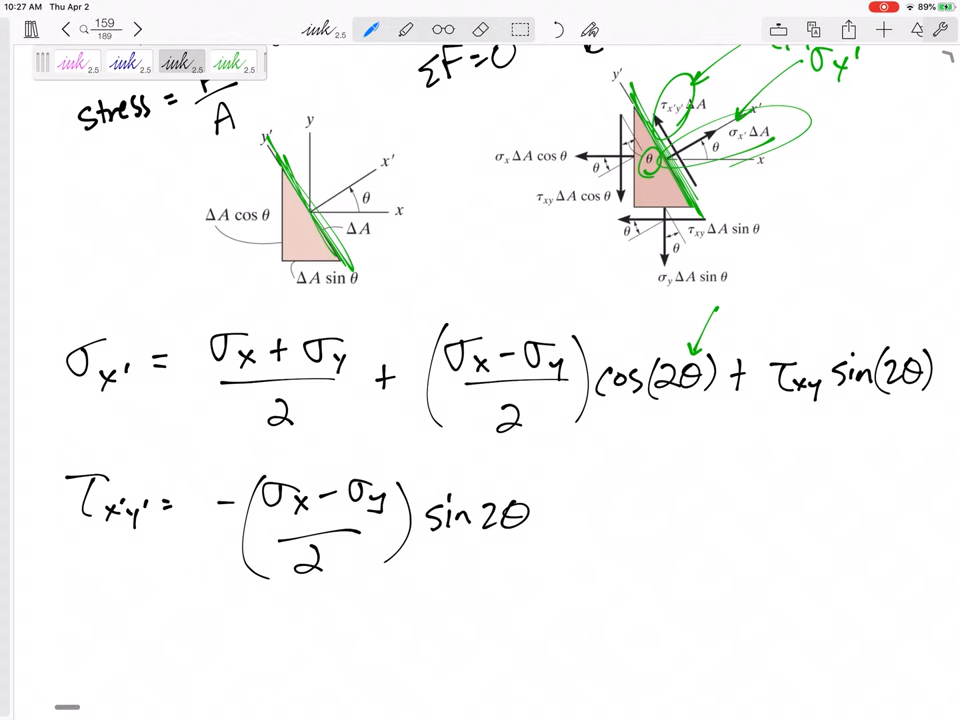 10:27 AM Thu Apr 2
89%
159
189
ink 2.5
ink 2.5 ink 2.5 ink 2.5 ink 2.5
ΣF=0
σy'
stress = F/A
y' y x' θ x
ΔA cos θ
ΔA
ΔA sin θ
y' τx'y' ΔA x'
σx' ΔA
θ
σx ΔA cos θ θ θ x
τxy ΔA cos θ
θ τxy ΔA sin θ
θ
σy ΔA sin θ
σx' = (σx + σy)/2 + ((σx - σy)/2) cos(2θ) + τxy sin(2θ)
τx'y' = -((σx - σy)/2) sin 2θ